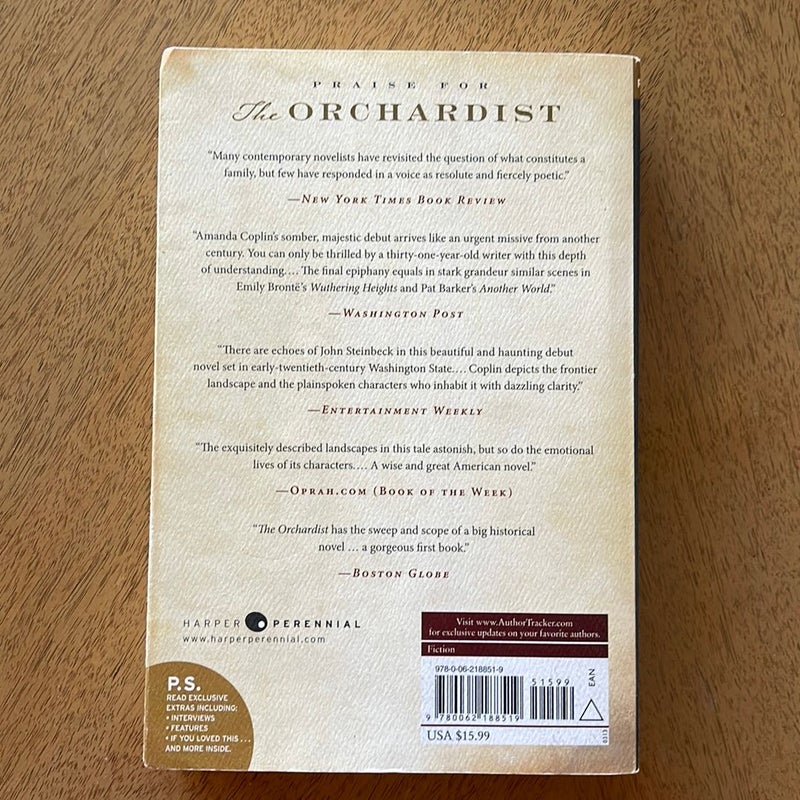 PRAISE FOR
The ORCHARDIST
“Many contemporary novelists have revisited the question of what constitutes a
family, but few have responded in a voice as resolute and fiercely poetic.”
—New York Times Book Review
“Amanda Coplin’s somber, majestic debut arrives like an urgent missive from another
century. You can only be thrilled by a thirty-one-year-old writer with this depth
of understanding.… The final epiphany equals in stark grandeur similar scenes in
Emily Brontë’s Wuthering Heights and Pat Barker’s Another World.”
—Washington Post
“There are echoes of John Steinbeck in this beautiful and haunting debut
novel set in early-twentieth-century Washington State.… Coplin depicts the frontier
landscape and the plainspoken characters who inhabit it with dazzling clarity.”
—Entertainment Weekly
“The exquisitely described landscapes in this tale astonish, but so do the emotional
lives of its characters.… A wise and great American novel.”
—Oprah.com (Book of the Week)
“The Orchardist has the sweep and scope of a big historical
novel … a gorgeous first book.”
—Boston Globe
HARPER PERENNIAL
www.harperperennial.com
P.S.
READ EXCLUSIVE
EXTRAS INCLUDING:
• INTERVIEWS
• FEATURES
• IF YOU LOVED THIS …
AND MORE INSIDE.
Visit www.AuthorTracker.com
for exclusive updates on your favorite authors.
Fiction
978-0-06-218851-9
51599
EAN
9 780062 188519
USA $15.99
0313